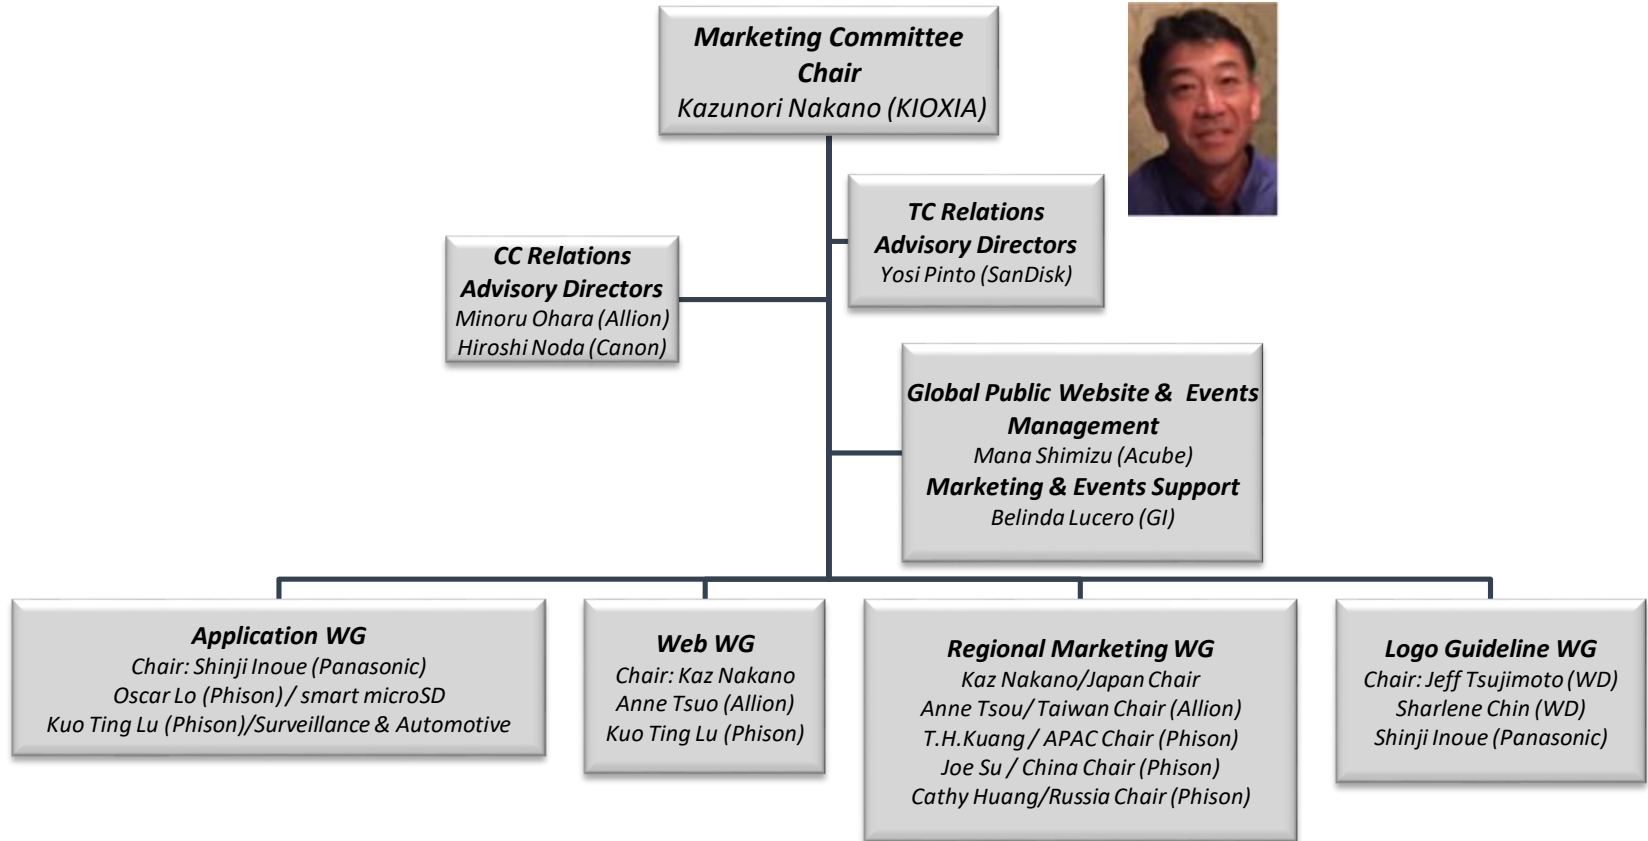 Marketing Committee
Chair
Kazunori Nakano (KIOXIA)
TC Relations
Advisory Directors
Yosi Pinto (SanDisk)
CC Relations
Advisory Directors
Minoru Ohara (Allion)
Hiroshi Noda (Canon)
Global Public Website & Events
Management
Mana Shimizu (Acube)
Marketing & Events Support
Belinda Lucero (GI)
Application WG
Chair: Shinji Inoue (Panasonic)
Oscar Lo (Phison) / smart microSD
Kuo Ting Lu (Phison)/Surveillance & Automotive
Web WG
Chair: Kaz Nakano
Anne Tsuo (Allion)
Kuo Ting Lu (Phison)
Regional Marketing WG
Kaz Nakano/Japan Chair
Anne Tsou/ Taiwan Chair (Allion)
T.H.Kuang / APAC Chair (Phison)
Joe Su / China Chair (Phison)
Cathy Huang/Russia Chair (Phison)
Logo Guideline WG
Chair: Jeff Tsujimoto (WD)
Sharlene Chin (WD)
Shinji Inoue (Panasonic)